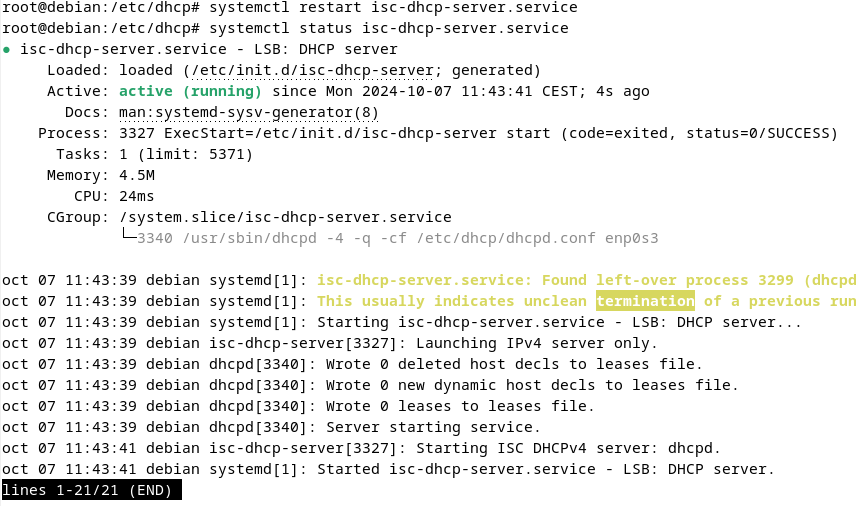 root@debian:/etc/dhcp# systemctl restart isc-dhcp-server.service
root@debian:/etc/dhcp# systemctl status isc-dhcp-server.service
● isc-dhcp-server.service - LSB: DHCP server
     Loaded: loaded (/etc/init.d/isc-dhcp-server; generated)
     Active: active (running) since Mon 2024-10-07 11:43:41 CEST; 4s ago
       Docs: man:systemd-sysv-generator(8)
    Process: 3327 ExecStart=/etc/init.d/isc-dhcp-server start (code=exited, status=0/SUCCESS)
      Tasks: 1 (limit: 5371)
     Memory: 4.5M
        CPU: 24ms
     CGroup: /system.slice/isc-dhcp-server.service
             └─3340 /usr/sbin/dhcpd -4 -q -cf /etc/dhcp/dhcpd.conf enp0s3

oct 07 11:43:39 debian systemd[1]: isc-dhcp-server.service: Found left-over process 3299 (dhcpd
oct 07 11:43:39 debian systemd[1]: This usually indicates unclean termination of a previous run
oct 07 11:43:39 debian systemd[1]: Starting isc-dhcp-server.service - LSB: DHCP server...
oct 07 11:43:39 debian isc-dhcp-server[3327]: Launching IPv4 server only.
oct 07 11:43:39 debian dhcpd[3340]: Wrote 0 deleted host decls to leases file.
oct 07 11:43:39 debian dhcpd[3340]: Wrote 0 new dynamic host decls to leases file.
oct 07 11:43:39 debian dhcpd[3340]: Wrote 0 leases to leases file.
oct 07 11:43:39 debian dhcpd[3340]: Server starting service.
oct 07 11:43:41 debian isc-dhcp-server[3327]: Starting ISC DHCPv4 server: dhcpd.
oct 07 11:43:41 debian systemd[1]: Started isc-dhcp-server.service - LSB: DHCP server.
lines 1-21/21 (END)